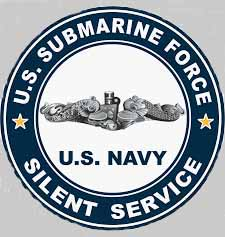 U.S. SUBMARINE FORCE
U.S. NAVY
SILENT SERVICE